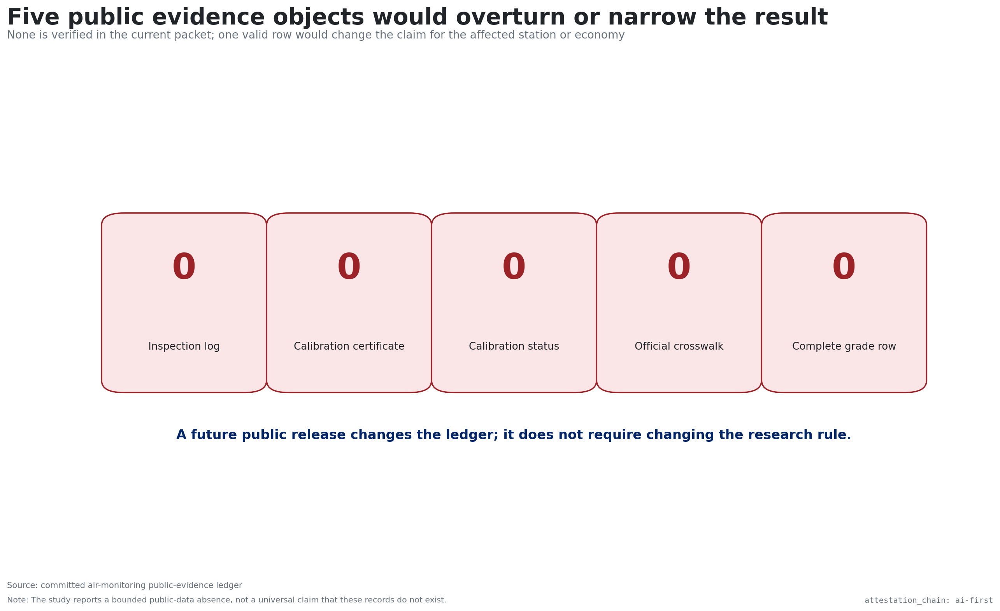 Five public evidence objects would overturn or narrow the result
None is verified in the current packet; one valid row would change the claim for the affected station or economy
0 0 0 0 0
Inspection log Calibration certificate Calibration status Official crosswalk Complete grade row
A future public release changes the ledger; it does not require changing the research rule.
Source: committed air-monitoring public-evidence ledger
Note: The study reports a bounded public-data absence, not a universal claim that these records do not exist.
attestation_chain: ai-first